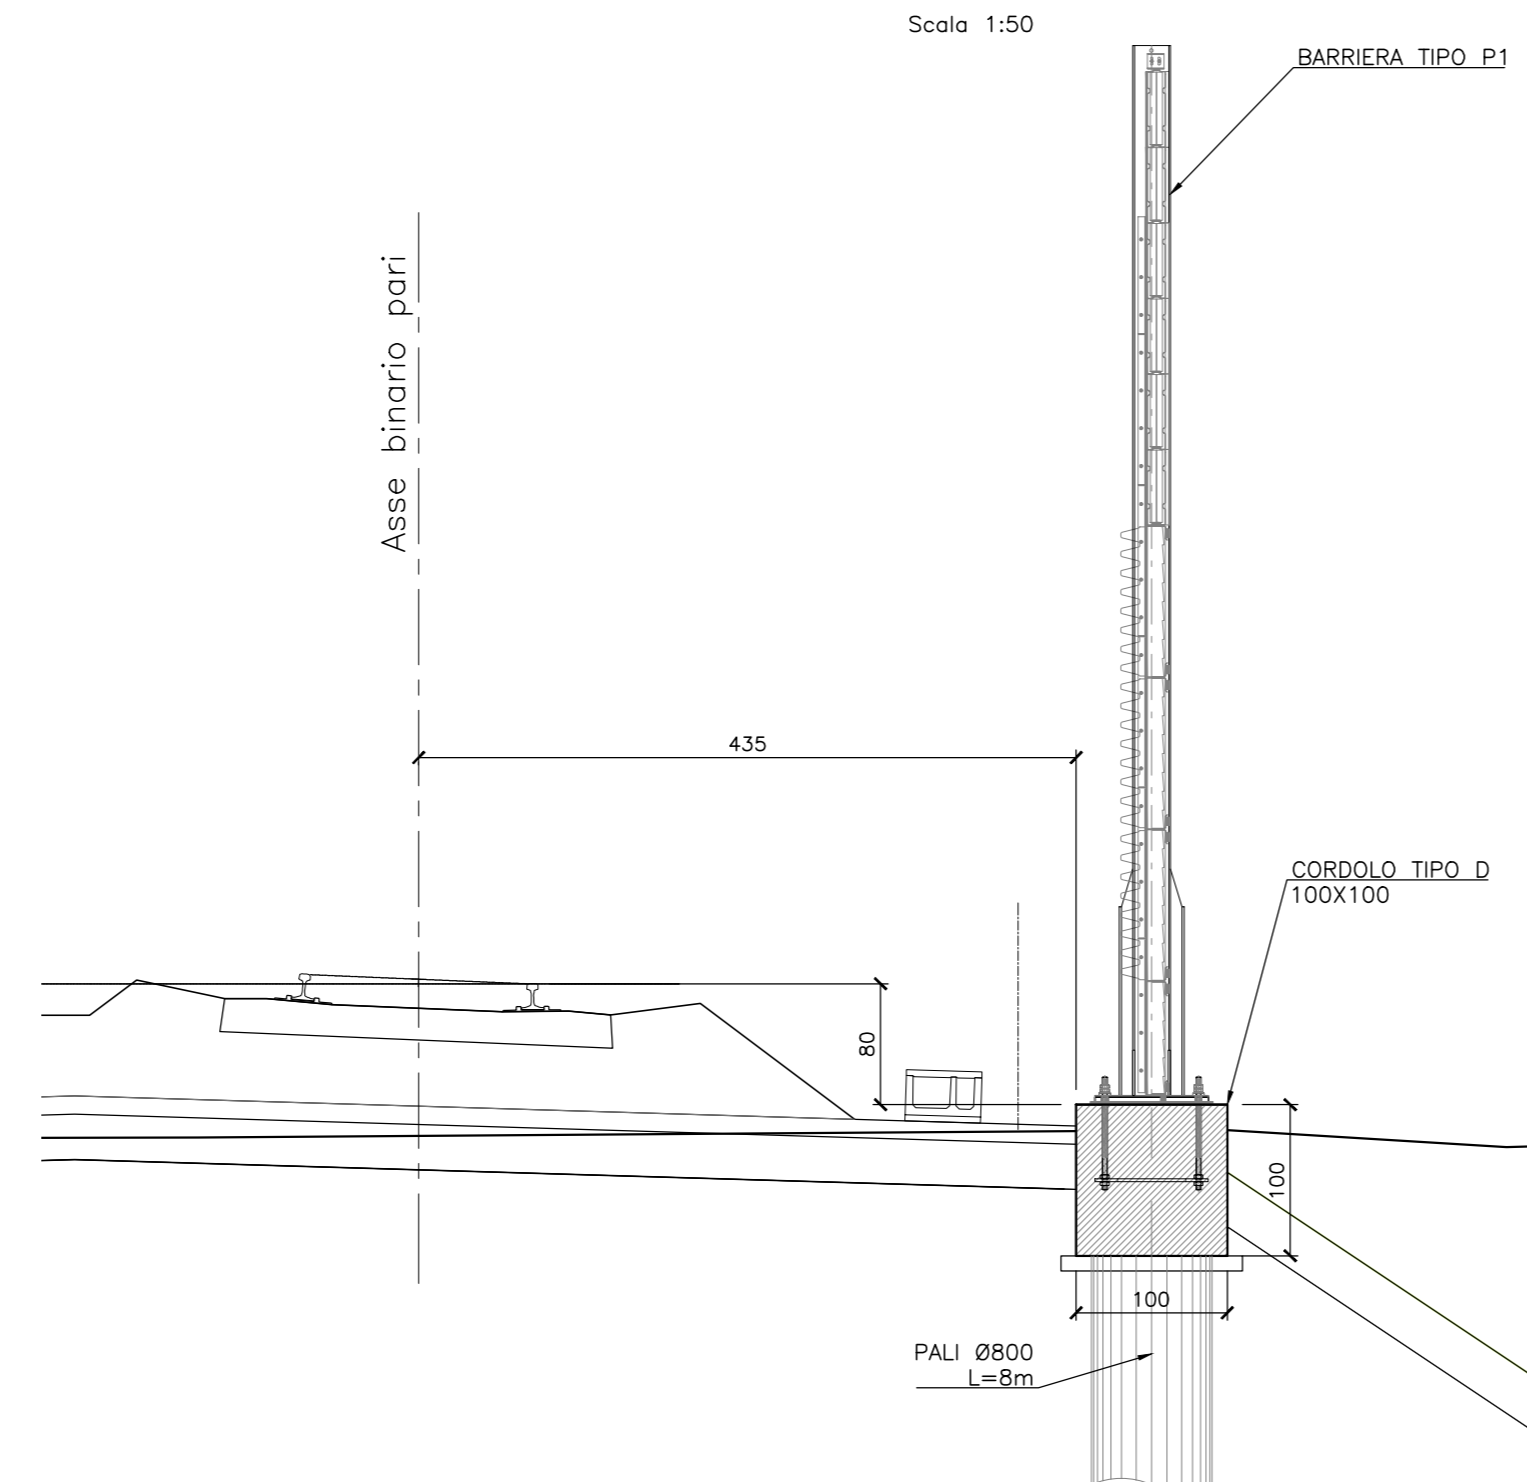 Scala 1:50
BARRIERA TIPO P1
Asse binario pari
435
CORDOLO TIPO D
100X100
80
100
100
PALI Ø800
L=8m